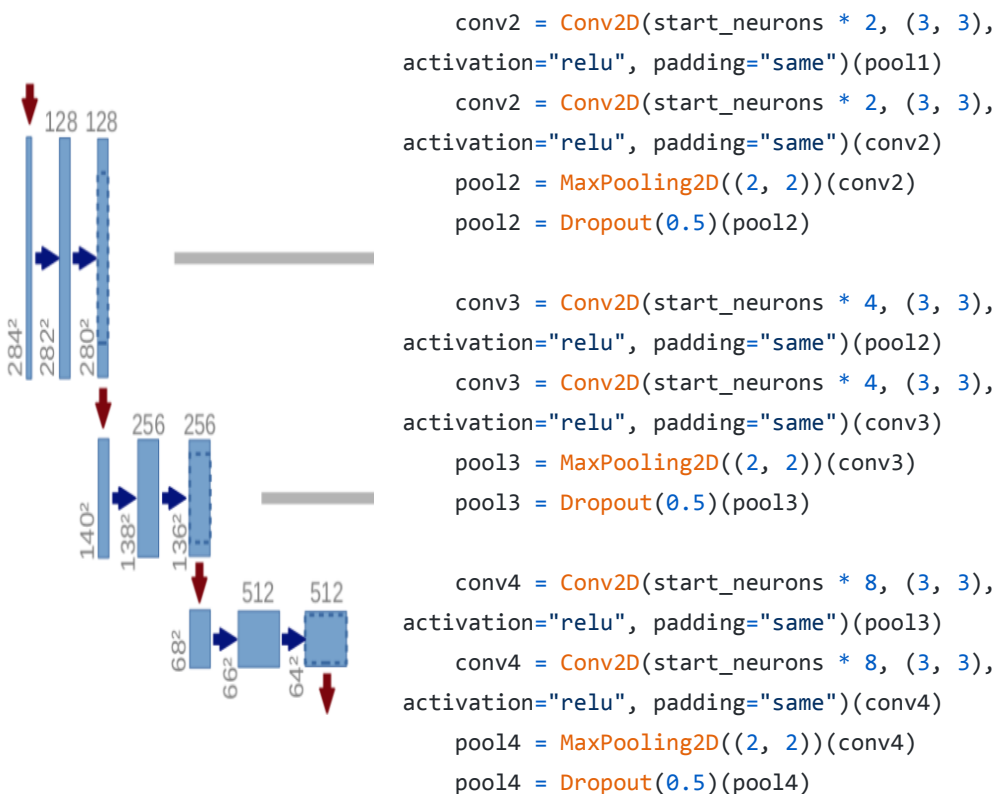 128 128
284²
282²
280²
256 256
140²
138²
136²
512 512
68²
66²
64²
conv2 = Conv2D(start_neurons * 2, (3, 3),
activation="relu", padding="same")(pool1)
conv2 = Conv2D(start_neurons * 2, (3, 3),
activation="relu", padding="same")(conv2)
pool2 = MaxPooling2D((2, 2))(conv2)
pool2 = Dropout(0.5)(pool2)
conv3 = Conv2D(start_neurons * 4, (3, 3),
activation="relu", padding="same")(pool2)
conv3 = Conv2D(start_neurons * 4, (3, 3),
activation="relu", padding="same")(conv3)
pool3 = MaxPooling2D((2, 2))(conv3)
pool3 = Dropout(0.5)(pool3)
conv4 = Conv2D(start_neurons * 8, (3, 3),
activation="relu", padding="same")(pool3)
conv4 = Conv2D(start_neurons * 8, (3, 3),
activation="relu", padding="same")(conv4)
pool4 = MaxPooling2D((2, 2))(conv4)
pool4 = Dropout(0.5)(pool4)